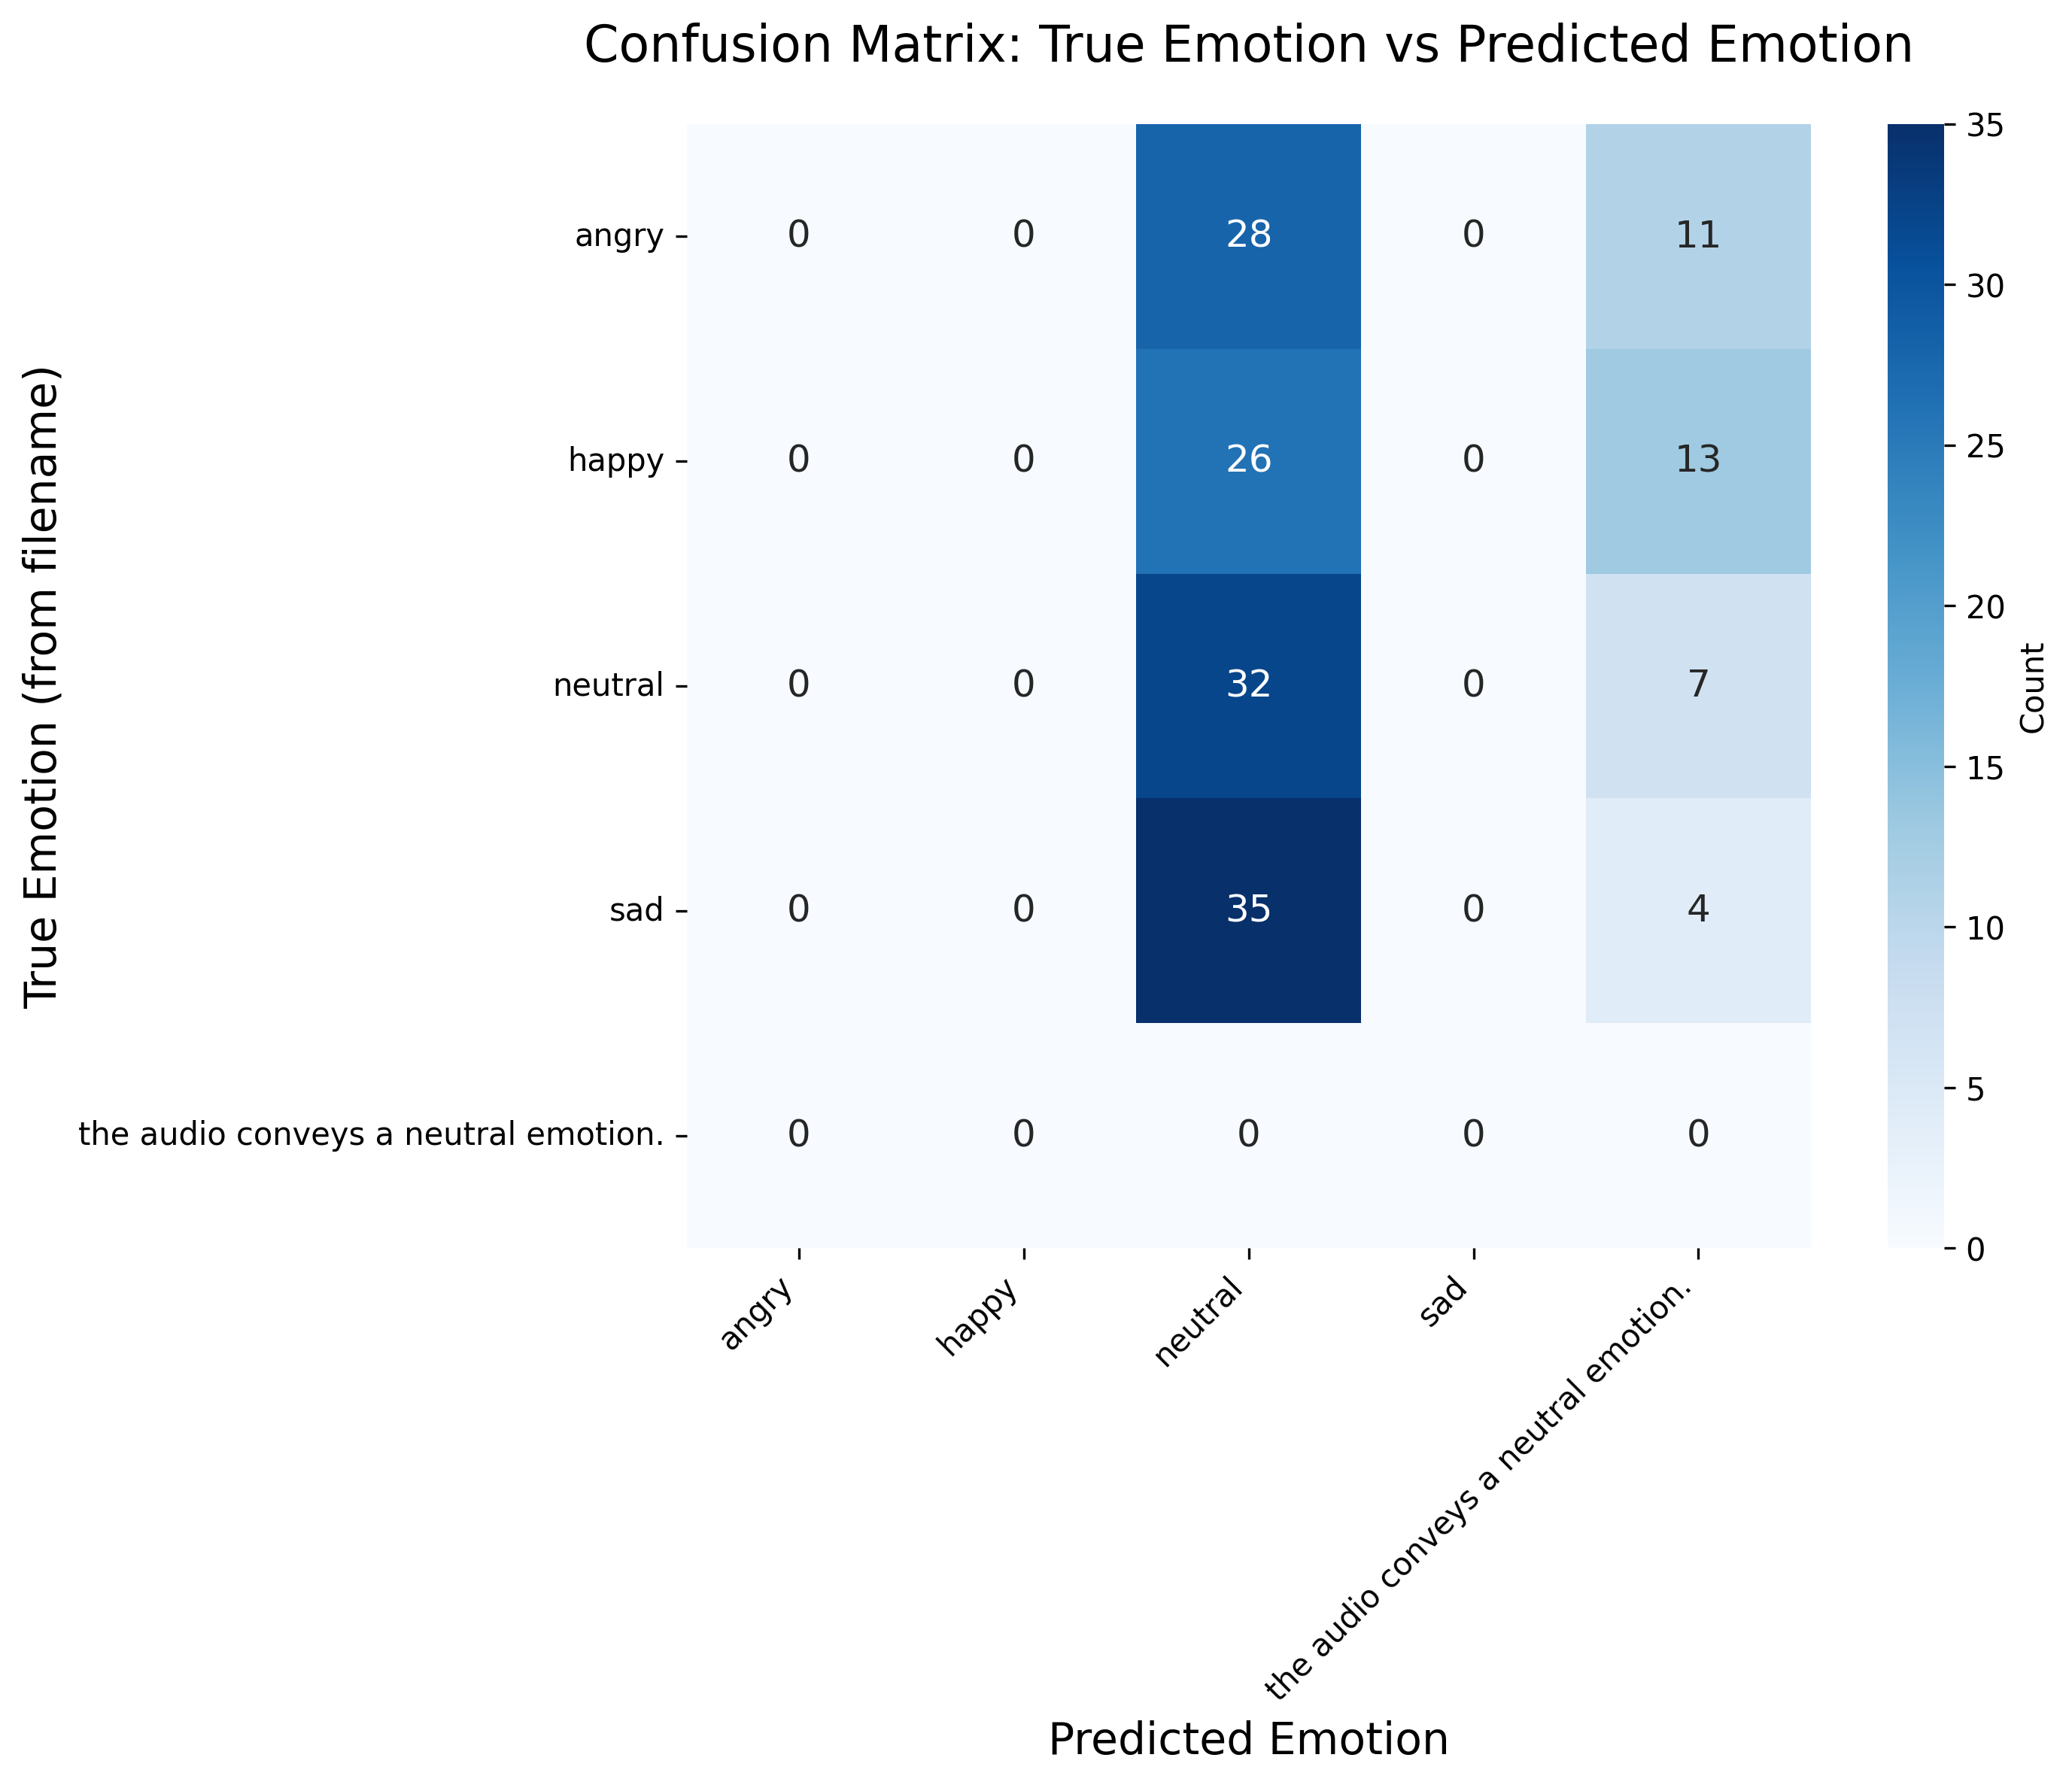 Confusion Matrix: True Emotion vs Predicted Emotion
True Emotion (from filename)
angry 0 0 28 0 11
happy 0 0 26 0 13
neutral 0 0 32 0 7
sad 0 0 35 0 4
the audio conveys a neutral emotion. 0 0 0 0 0
angry
happy
neutral
sad
the audio conveys a neutral emotion.
Predicted Emotion
35
30
25
20
15
10
5
0
Count